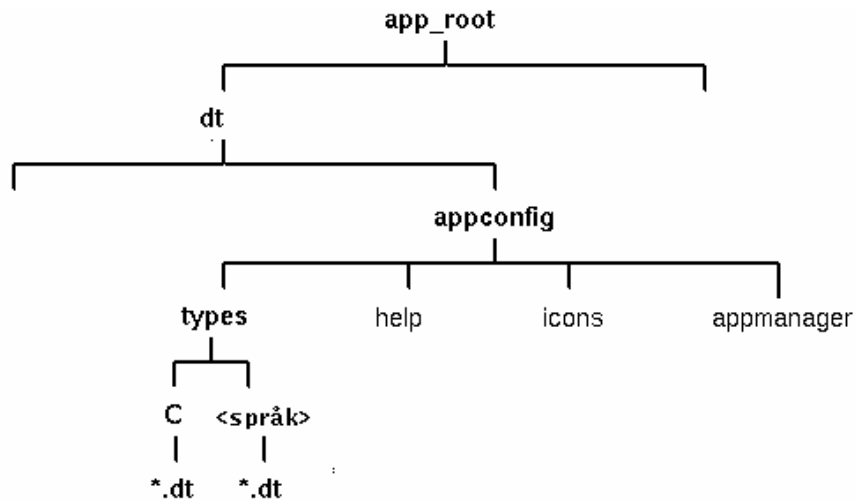 app_root
dt
appconfig
types help icons appmanager
C <språk>
*.dt *.dt